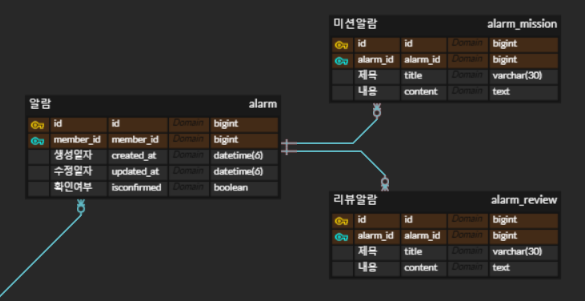 미션알람 alarm_mission
id id Domain bigint
alarm_id alarm_id Domain bigint
제목 title Domain varchar(30)
내용 content Domain text
알람 alarm
id id Domain bigint
member_id member_id Domain bigint
생성일자 created_at Domain datetime(6)
수정일자 updated_at Domain datetime(6)
확인여부 isconfirmed Domain boolean
리뷰알람 alarm_review
id id Domain bigint
alarm_id alarm_id Domain bigint
제목 title Domain varchar(30)
내용 content Domain text